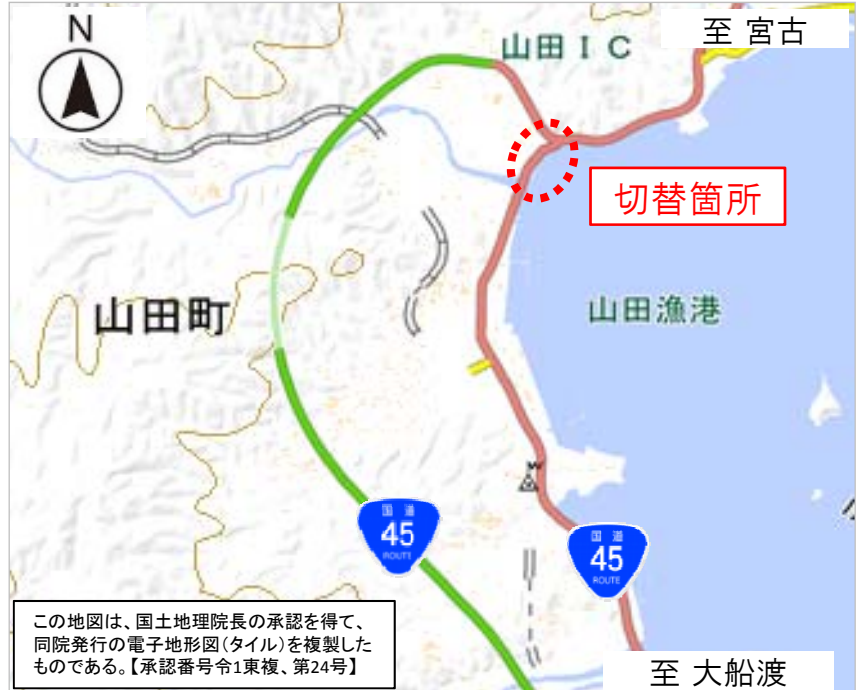 N
至 宮古
山田IC
切替箇所
山田漁港
山田町
国道
45
ROUTE
国道
45
ROUTE
この地図は、国土地理院長の承認を得て、
同院発行の電子地形図(タイル)を複製した
ものである。【承認番号令1東複、第24号】
至 大船渡